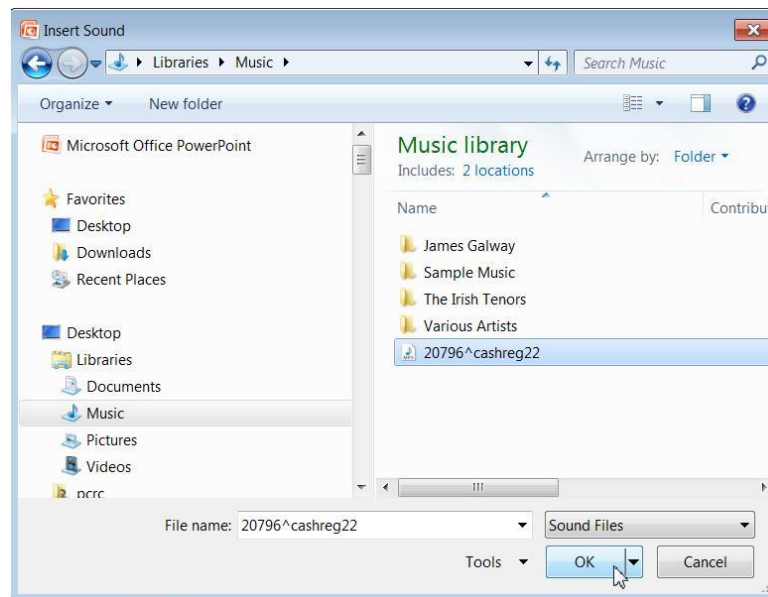 Insert Sound
Libraries Music Search Music
Organize New folder
Microsoft Office PowerPoint
Favorites
Desktop
Downloads
Recent Places
Desktop
Libraries
Documents
Music
Pictures
Videos
pcrc
Music library
Includes: 2 locations
Arrange by: Folder
Name Contribu
James Galway
Sample Music
The Irish Tenors
Various Artists
20796^cashreg22
File name: 20796^cashreg22 Sound Files
Tools OK Cancel